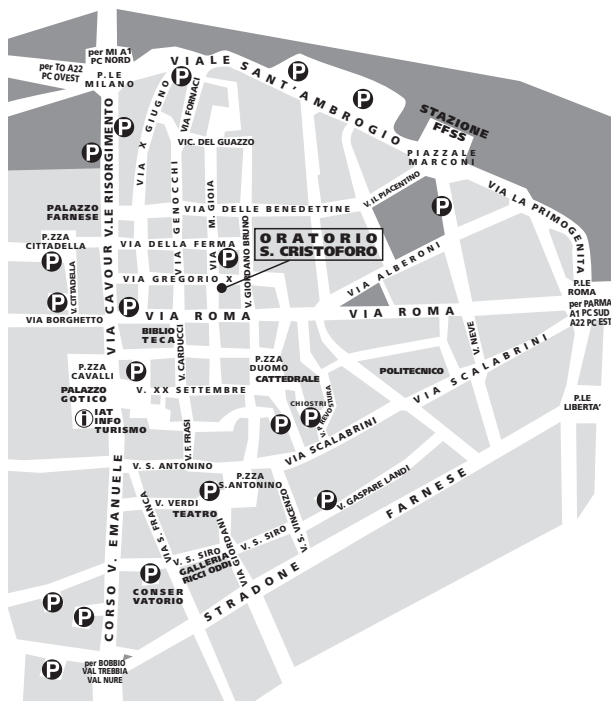 per MI A1
PC NORD
per TO A22
PC OVEST
P.LE
MILANO
VIALE SANT'AMBROGIO
P
P
P
P
P
STAZIONE
FFSS
PIAZZALE
MARCONI
VIA X GIUGNO
VIA FORNACI
VIC. DEL GUAZZO
V.LE RISORGIMENTO
VIA GENOCCHI
VIA M. GIOIA
V. GIORDANO BRUNO
V. IL PIACENTINO
VIA LA PRIMOGENITA
PALAZZO
FARNESE
VIA DELLE BENEDETTINE
P
P.ZZA
CITTADELLA
P
V. CITTADELLA
VIA CAVOUR
VIA DELLA FERMA
P
ORATORIO
S. CRISTOFORO
VIA ALBERONI
VIA GREGORIO X
P.LE
ROMA
per PARMA
A1 PC SUD
A22 PC EST
P
P
VIA BORGHETTO
VIA ROMA
VIA ROMA
BIBLIO
TECA
V. CARDUCCI
V. NEVE
P.ZZA
CAVALLI
P
P.ZZA
DUOMO
CATTEDRALE
POLITECNICO
VIA SCALABRINI
PALAZZO
GOTICO
V. XX SETTEMBRE
P.LE
LIBERTA'
i IAT
INFO
TURISMO
CHIOSTRI
P
P
V. PREVOSTURA
V. F. FRASI
VIA SCALABRINI
V. S. ANTONINO
P.ZZA
S. ANTONINO
P
V. VERDI
TEATRO
P
V. GASPARE LANDI
FARNESE
CORSO V. EMANUELE
VIA S. FRANCA
VIA GIORDANI
V. S. VINCENZO
V. S. SIRO
V. S. SIRO
GALLERIA
RICCI ODDI
P
CONSER
VATORIO
STRADONE
P
P
P
per BOBBIO
VAL TREBBIA
VAL NURE